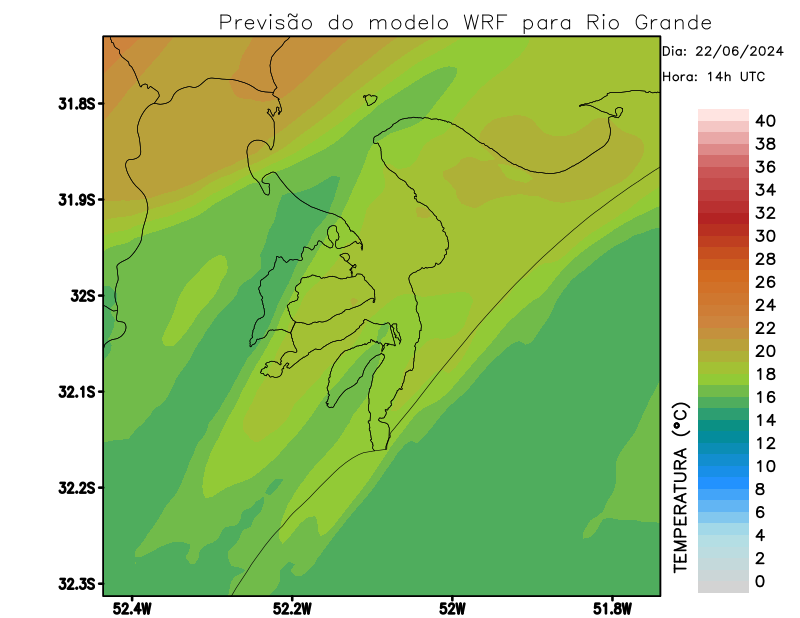 Previsão do modelo WRF para Rio Grande
Dia: 22/06/2024
Hora: 14h UTC
31.8S
31.9S
32S
32.1S
32.2S
32.3S
52.4W
52.2W
52W
51.8W
TEMPERATURA (°C)
40
38
36
34
32
30
28
26
24
22
20
18
16
14
12
10
8
6
4
2
0